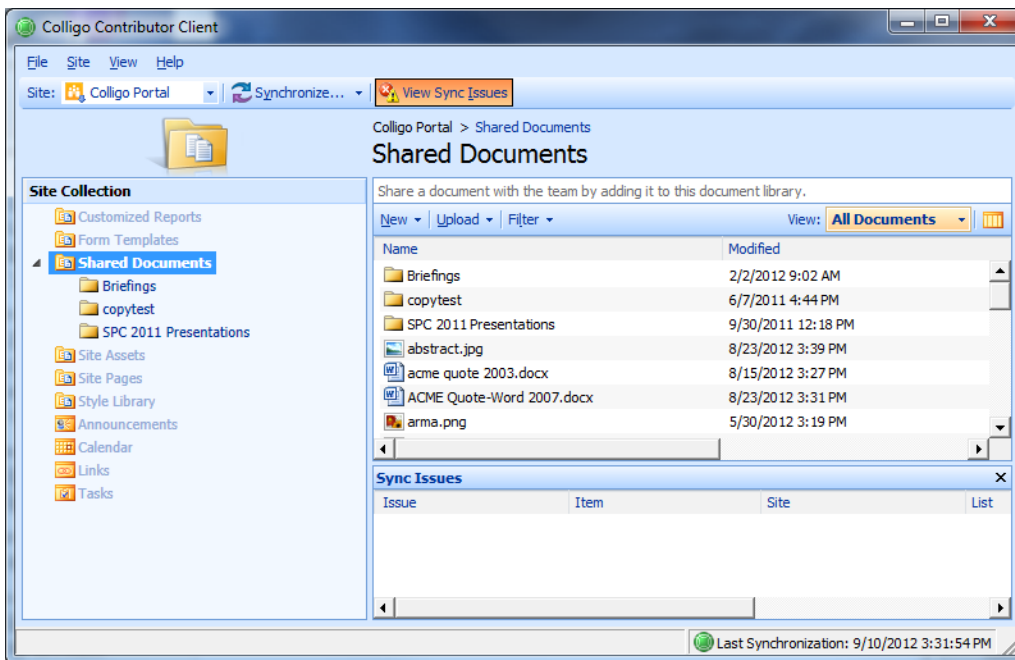 Colligo Contributor Client
File Site View Help
Site: Colligo Portal Synchronize... View Sync Issues
Colligo Portal > Shared Documents
Shared Documents
Site Collection
Customized Reports
Form Templates
Shared Documents
Briefings
copytest
SPC 2011 Presentations
Site Assets
Site Pages
Style Library
Announcements
Calendar
Links
Tasks
Share a document with the team by adding it to this document library.
New Upload Filter View: All Documents
Name Modified
Briefings 2/2/2012 9:02 AM
copytest 6/7/2011 4:44 PM
SPC 2011 Presentations 9/30/2011 12:18 PM
abstract.jpg 8/23/2012 3:39 PM
acme quote 2003.docx 8/15/2012 3:27 PM
ACME Quote-Word 2007.docx 8/23/2012 3:31 PM
arma.png 5/30/2012 3:19 PM
Sync Issues
Issue Item Site List
Last Synchronization: 9/10/2012 3:31:54 PM